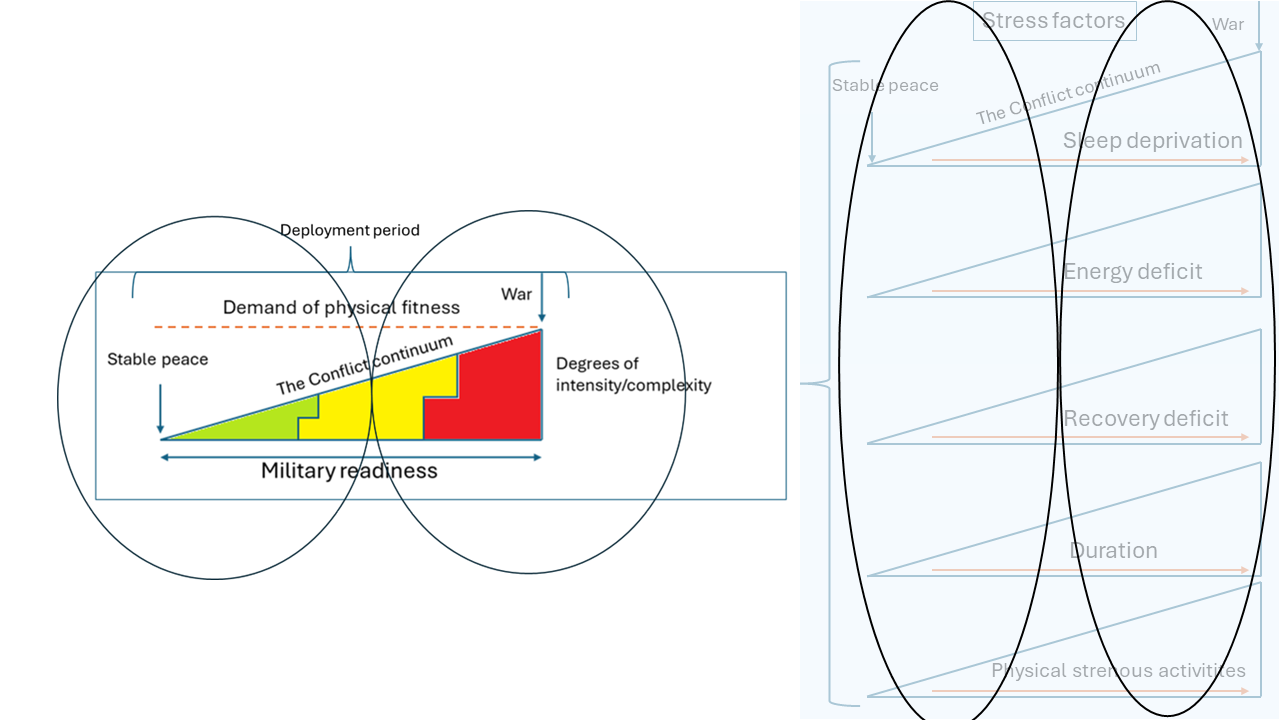 Deployment period
Demand of physical fitness
War
Stable peace
The Conflict continuum
Degrees of
intensity/complexity
Military readiness
Stress factors
War
Stable peace
The Conflict continuum
Sleep deprivation
Energy deficit
Recovery deficit
Duration
Physical strenous activitites